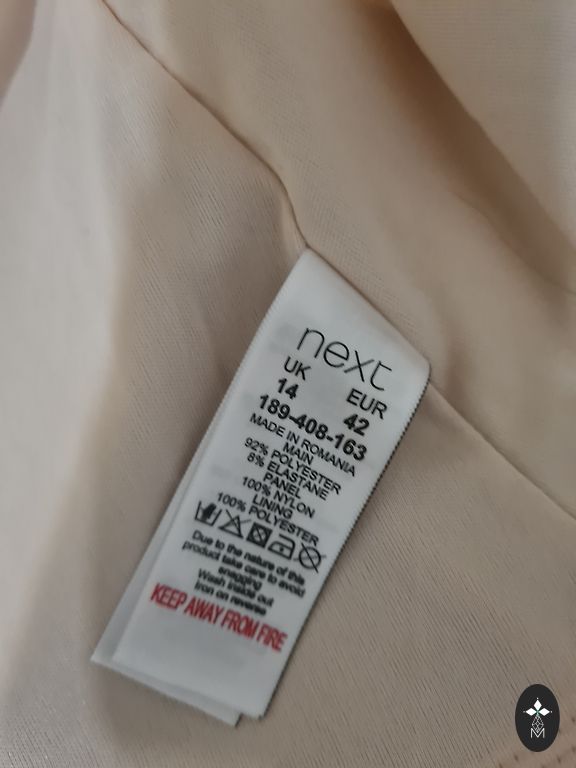 next
UK EUR
14 42
189-408-163
MADE IN ROMANIA
MAIN
92% POLYESTER
8% ELASTANE
PANEL
100% NYLON
LINING
100% POLYESTER
Due to the nature of this
product take care to avoid
snagging
Wash inside out
Iron on reverse
KEEP AWAY FROM FIRE
M